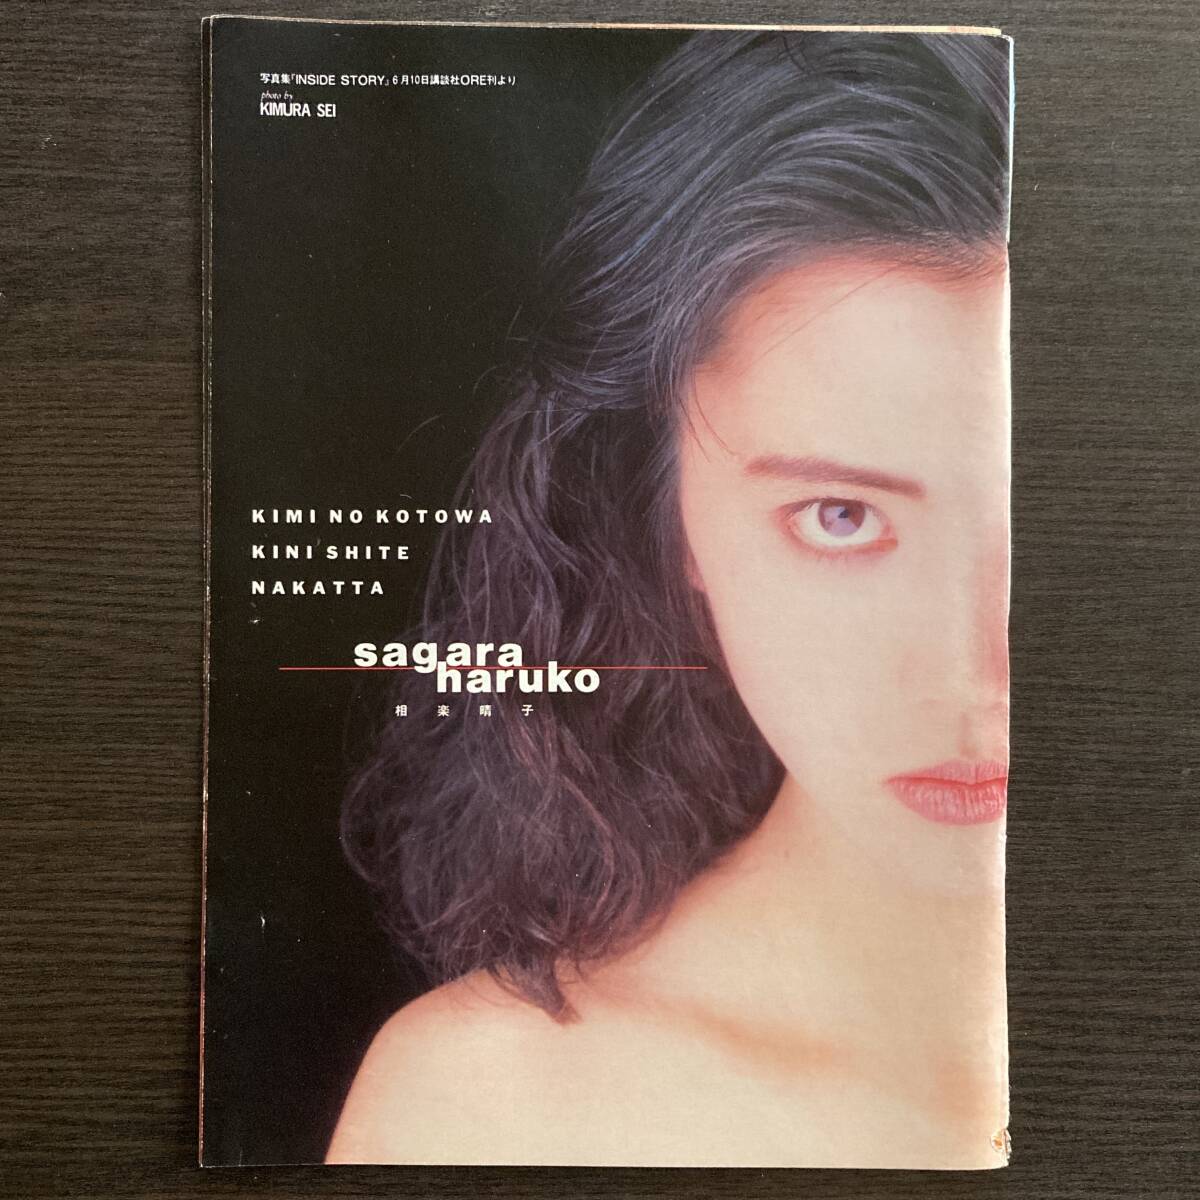 写真集『INSIDE STORY』6月10日講談社ORE刊より
photo by
KIMURA SEI
KIMI NO KOTOWA
KINI SHITE
NAKATTA
sagara
haruko
相楽晴子